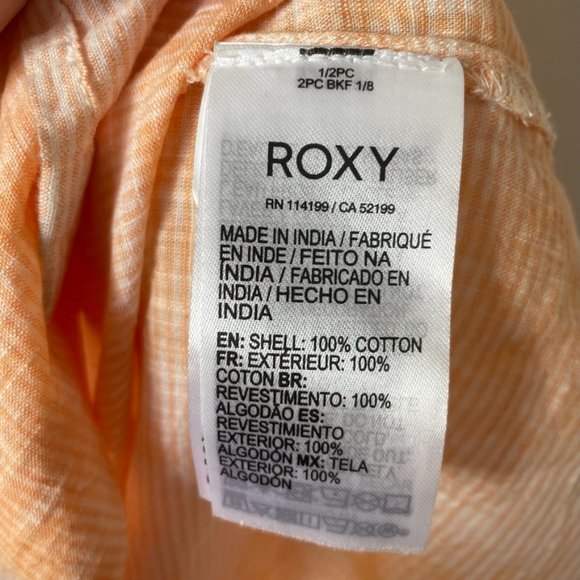 1/2PC
2PC BKF 1/8
ROXY
RN 114199 / CA 52199
MADE IN INDIA / FABRIQUÉ
EN INDE / FEITO NA
ÍNDIA / FABRICADO EN
INDIA / HECHO EN
INDIA
EN: SHELL: 100% COTTON
FR: EXTÉRIEUR: 100%
COTON BR:
REVESTIMENTO: 100%
ALGODÃO ES:
REVESTIMIENTO
EXTERIOR: 100%
ALGODÓN MX: TELA
EXTERIOR: 100%
ALGODÓN